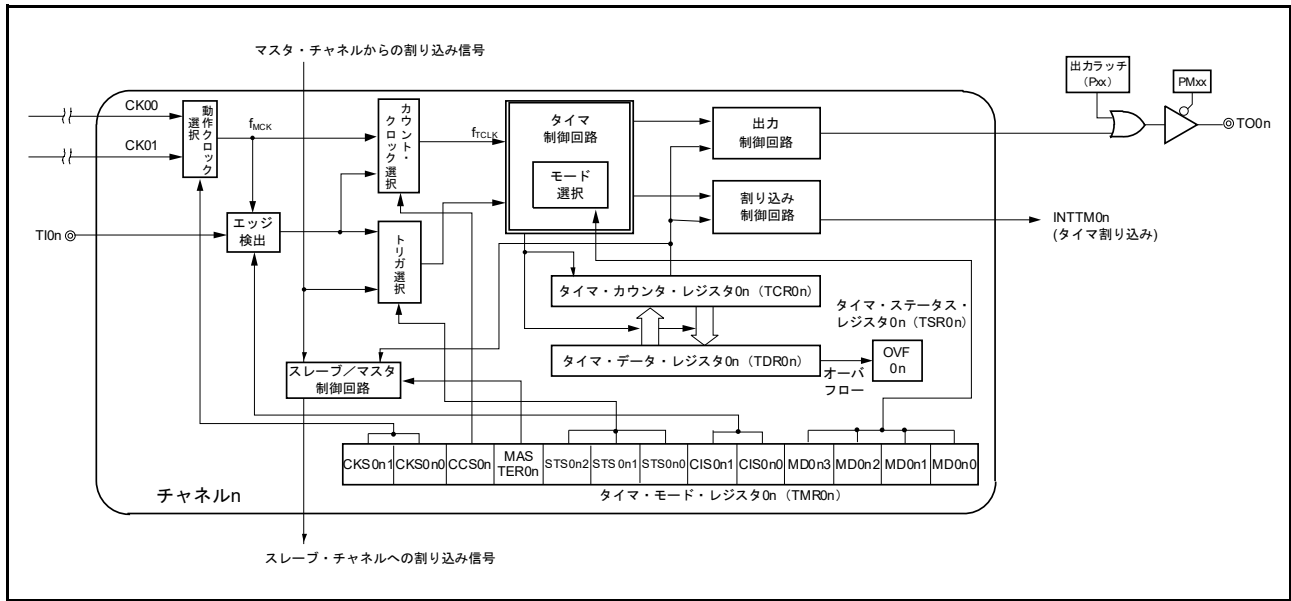 マスタ・チャネルからの割り込み信号
出力ラッチ
（Pxx）
PMxx
CK00
CK01
動作クロック
選択
fMCK
カウント・
クロック選択
fTCLK
タイマ
制御回路
モード
選択
出力
制御回路
TO0n
TI0n
エッジ
検出
トリガ選択
割り込み
制御回路
INTTM0n
(タイマ割り込み)
タイマ・カウンタ・レジスタ0n（TCR0n）
タイマ・ステータス・
レジスタ0n（TSR0n）
タイマ・データ・レジスタ0n（TDR0n）
オーバ
フロー
OVF
0n
スレーブ／マスタ
制御回路
CKS0n1 CKS0n0 CCS0n MAS
TER0n STS0n2 STS0n1 STS0n0 CIS0n1 CIS0n0 MD0n3 MD0n2 MD0n1 MD0n0
チャネルn
タイマ・モード・レジスタ0n（TMR0n）
スレーブ・チャネルへの割り込み信号